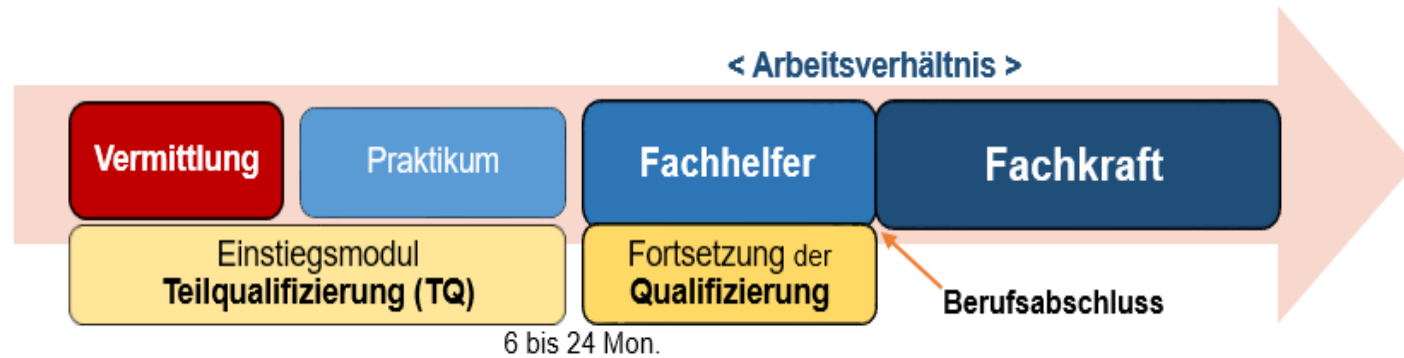 < Arbeitsverhältnis >
Vermittlung
Praktikum
Fachhelfer
Fachkraft
Einstiegsmodul
Teilqualifizierung (TQ)
Fortsetzung der
Qualifizierung
Berufsabschluss
6 bis 24 Mon.